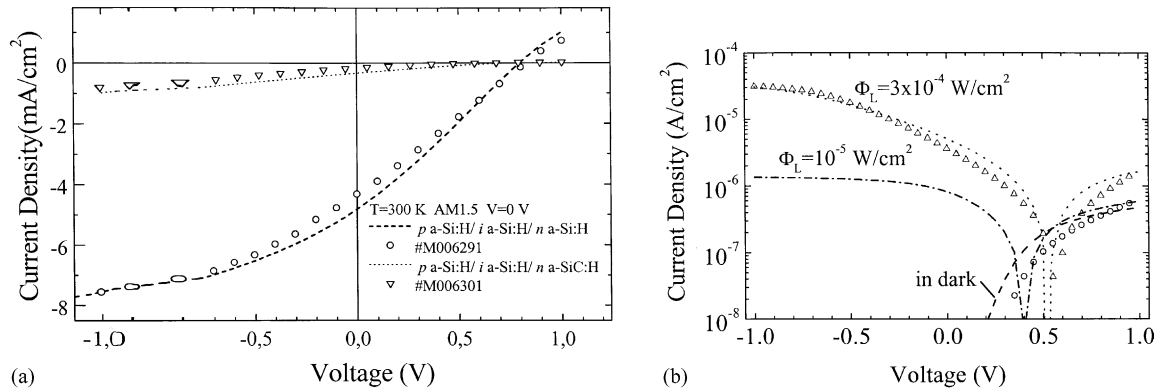 (a)
Current Density(mA/cm²)
0
-2
-4
-6
-8
T=300 K AM1.5 V=0 V
p a-Si:H/ i a-Si:H/ n a-Si:H
#M006291
p a-Si:H/ i a-Si:H/ n a-SiC:H
#M006301
-1,0 -0,5 0,0 0,5 1,0
Voltage (V)
(b)
Current Density (A/cm²)
10⁻⁴
10⁻⁵
10⁻⁶
10⁻⁷
10⁻⁸
Φ_L=3x10⁻⁴ W/cm²
Φ_L=10⁻⁵ W/cm²
in dark
-1.0 -0.5 0.0 0.5 1.0
Voltage (V)